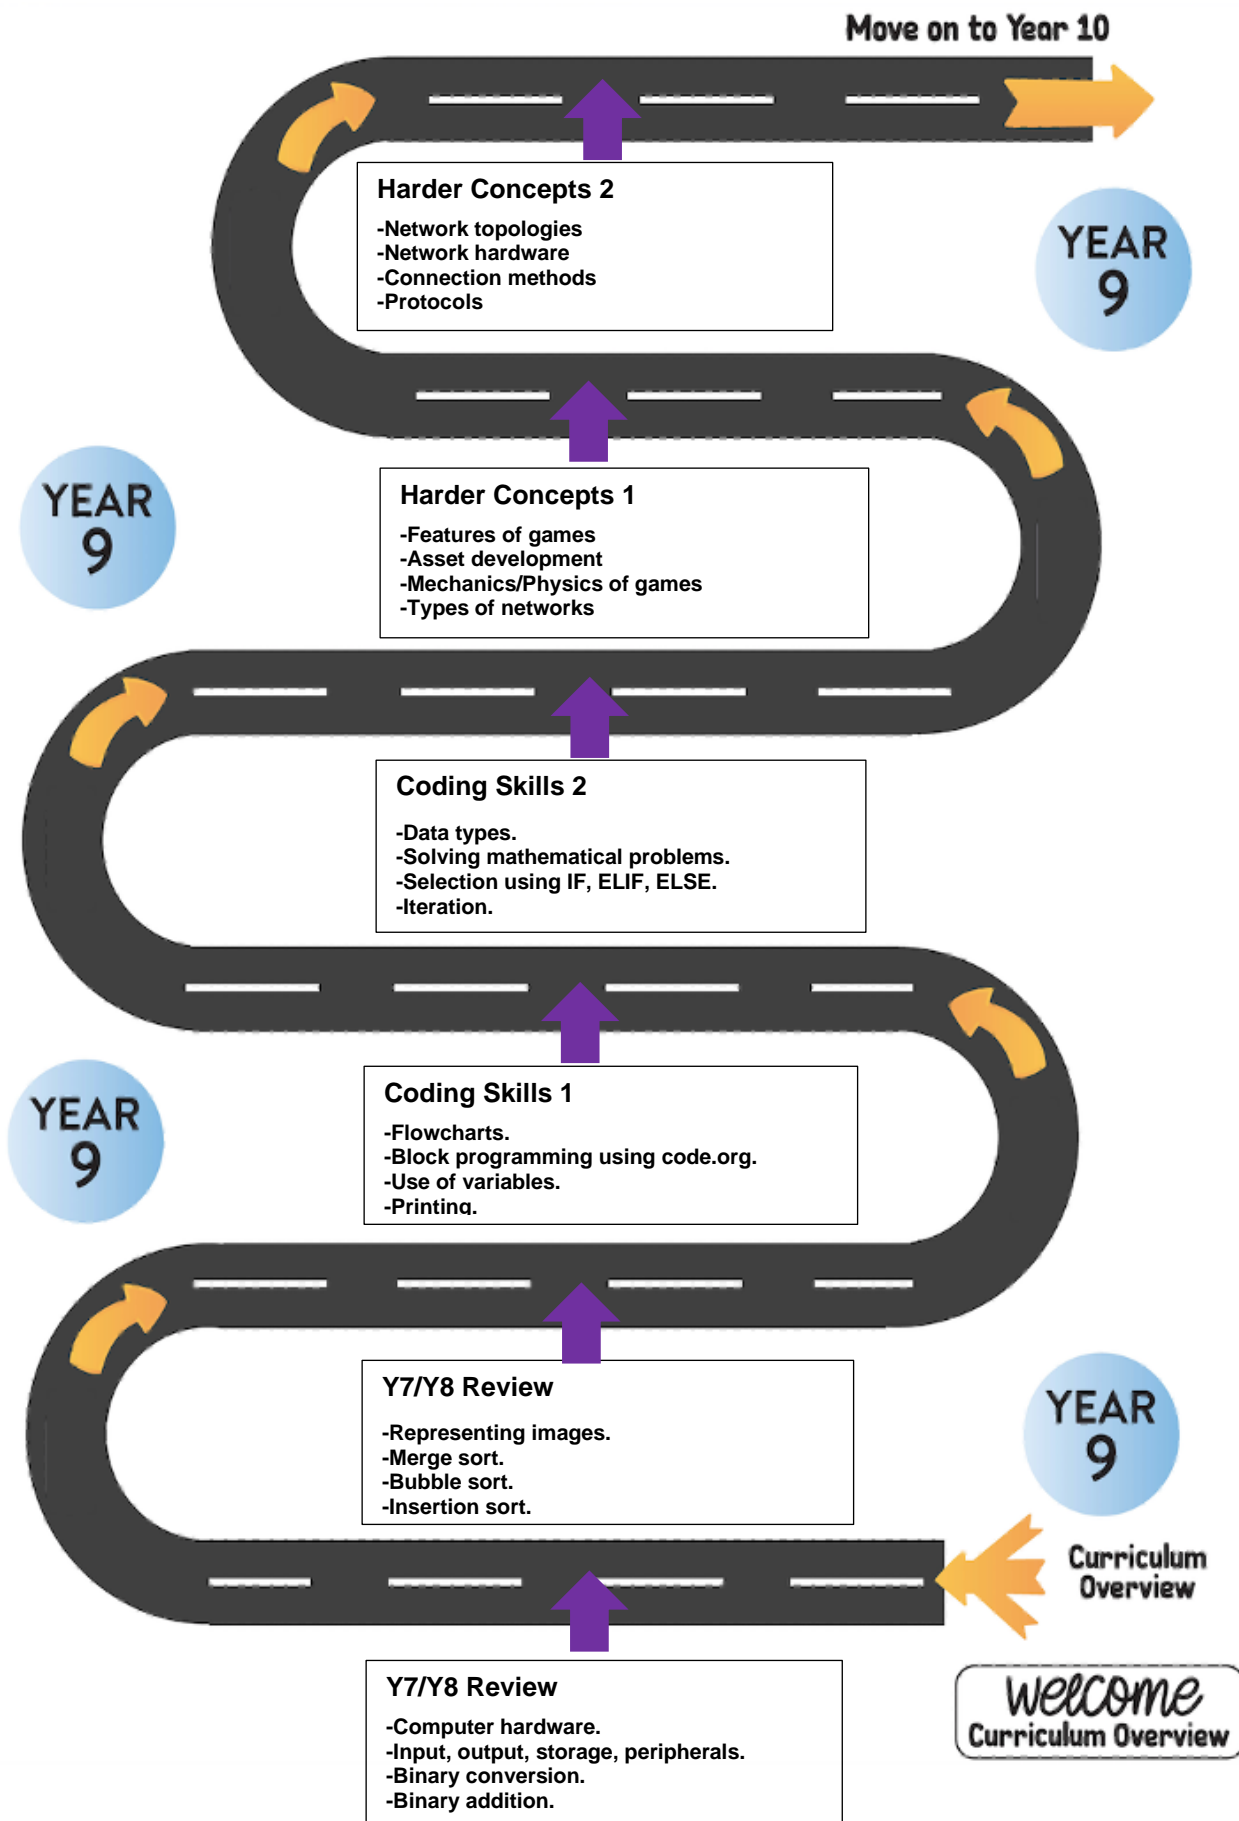 Move on to Year 10
Harder Concepts 2
-Network topologies
-Network hardware
-Connection methods
-Protocols
YEAR
9
YEAR
9
Harder Concepts 1
-Features of games
-Asset development
-Mechanics/Physics of games
-Types of networks
Coding Skills 2
-Data types.
-Solving mathematical problems.
-Selection using IF, ELIF, ELSE.
-Iteration.
YEAR
9
Coding Skills 1
-Flowcharts.
-Block programming using code.org.
-Use of variables.
-Printing.
Y7/Y8 Review
-Representing images.
-Merge sort.
-Bubble sort.
-Insertion sort.
YEAR
9
Curriculum
Overview
Y7/Y8 Review
-Computer hardware.
-Input, output, storage, peripherals.
-Binary conversion.
-Binary addition.
WELCOME
Curriculum Overview